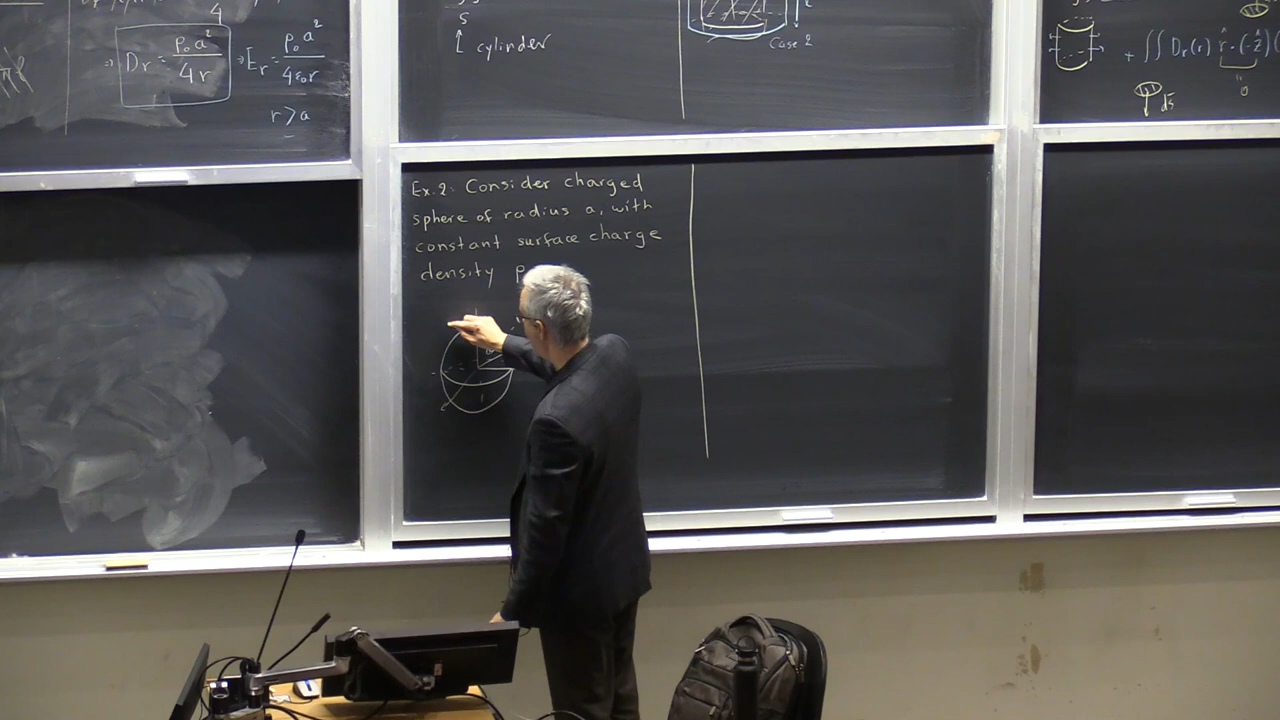 4
⇒ Dr = ρ₀a²/4r ⇒ Er = ρ₀a²/4ε₀r
r > a
S
cylinder
Case 2
+ ∬ Dr(r) r̂·(-ẑ)
0
ds
Ex.2: Consider charged
sphere of radius a, with
constant surface charge
density ρ